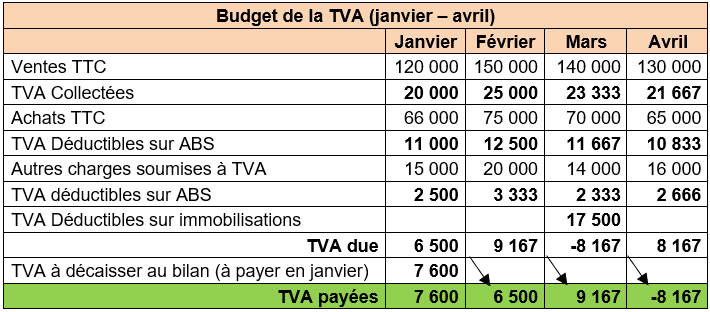 Budget de la TVA (janvier – avril)
Janvier Février Mars Avril
Ventes TTC 120 000 150 000 140 000 130 000
TVA Collectées 20 000 25 000 23 333 21 667
Achats TTC 66 000 75 000 70 000 65 000
TVA Déductibles sur ABS 11 000 12 500 11 667 10 833
Autres charges soumises à TVA 15 000 20 000 14 000 16 000
TVA déductibles sur ABS 2 500 3 333 2 333 2 666
TVA Déductibles sur immobilisations 17 500
TVA due 6 500 9 167 -8 167 8 167
TVA à décaisser au bilan (à payer en janvier) 7 600
TVA payées 7 600 6 500 9 167 -8 167